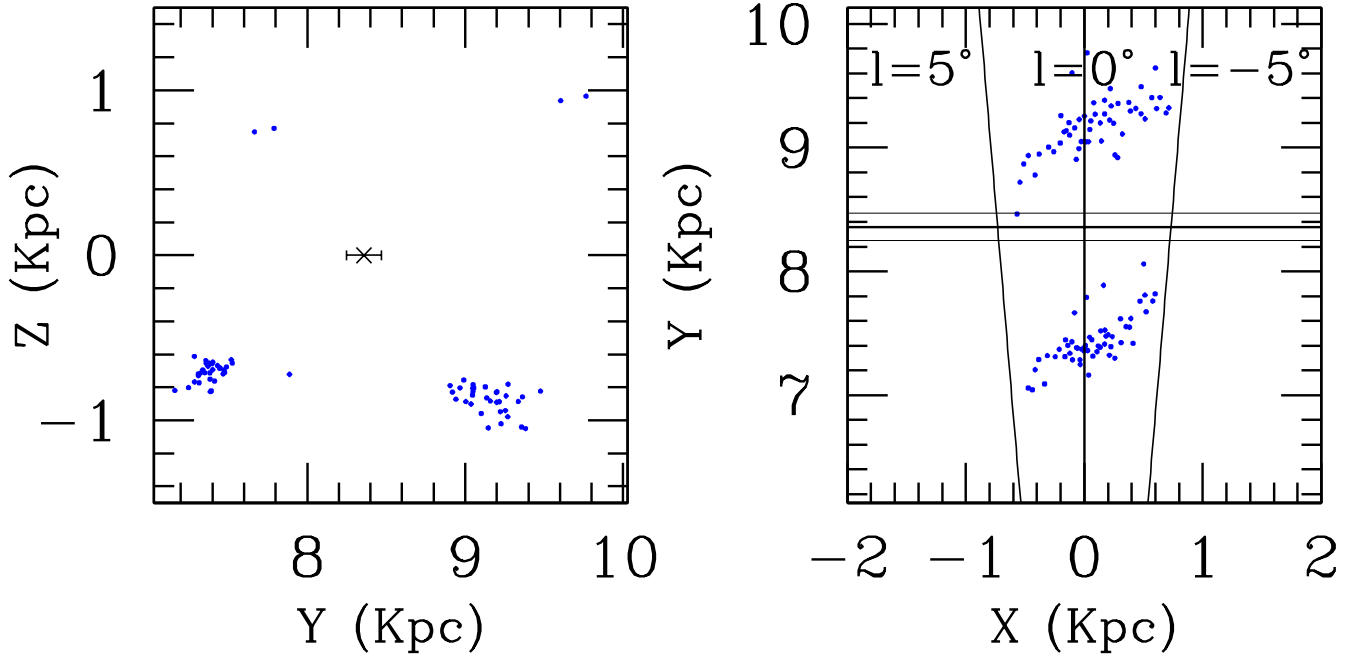 1
0
−1
Z (Kpc)
8 9 10
Y (Kpc)
10
9
8
7
Y (Kpc)
l=5° l=0° l=−5°
−2 −1 0 1 2
X (Kpc)